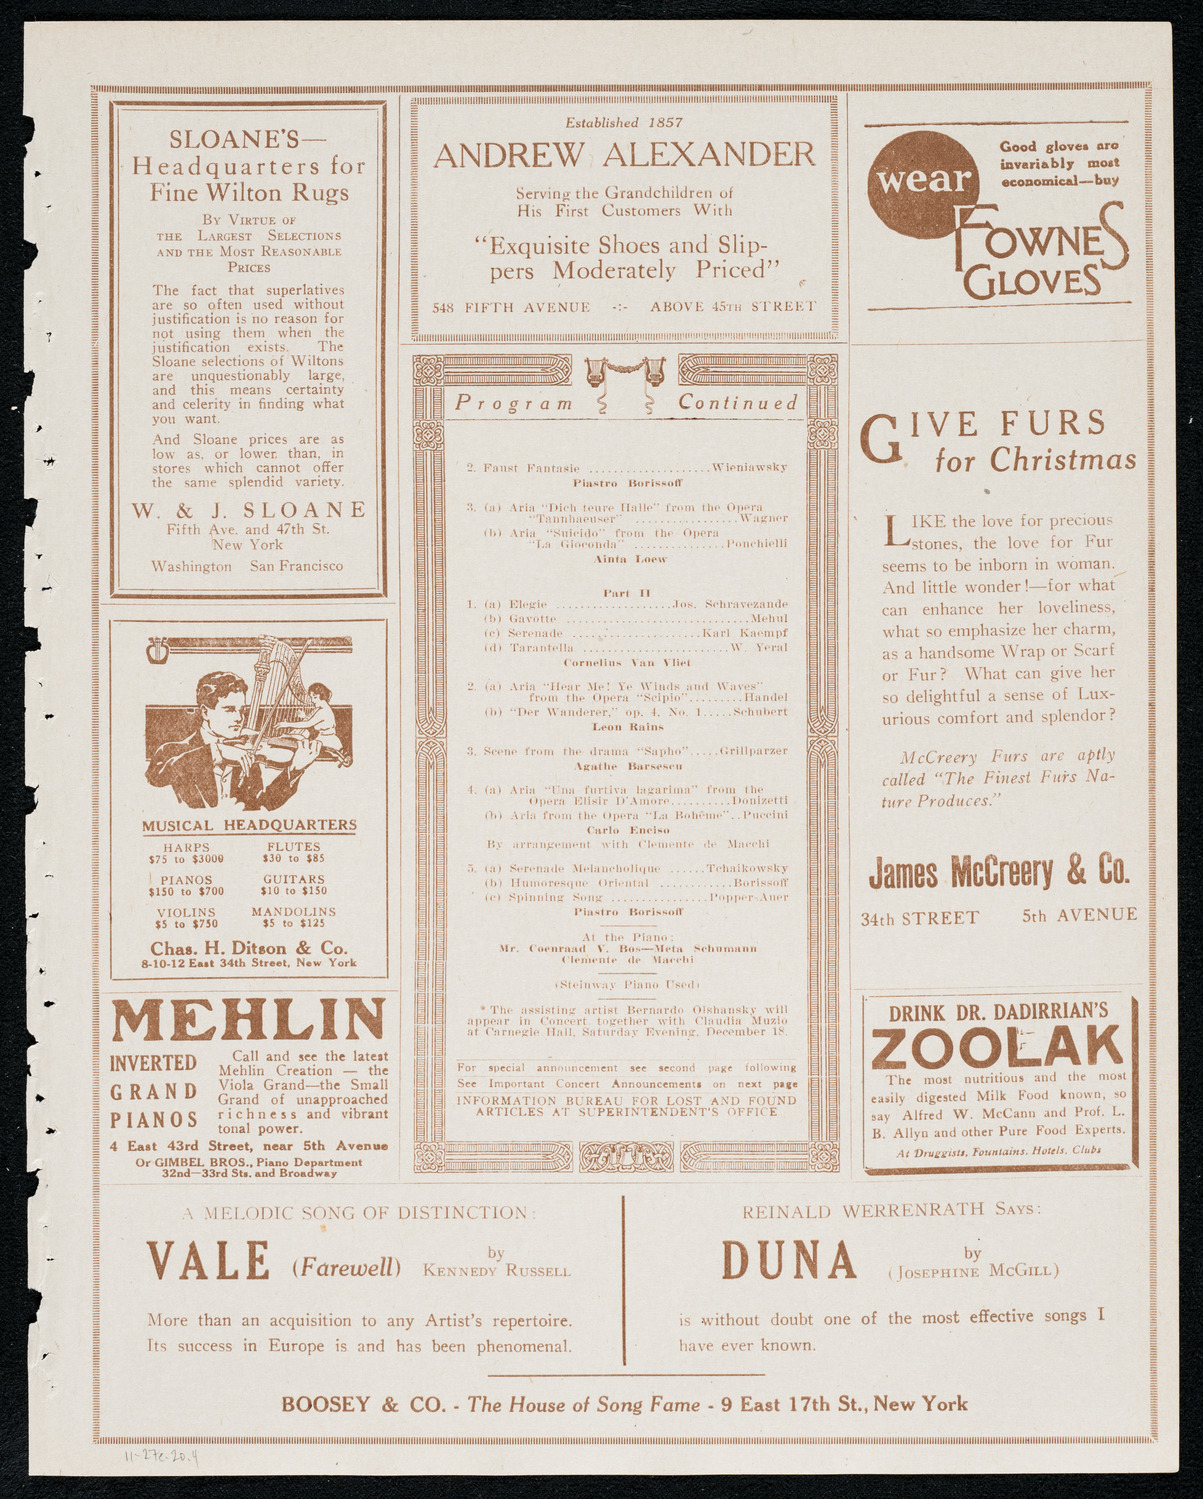 SLOANE'S—
Headquarters for
Fine Wilton Rugs
BY VIRTUE OF
THE LARGEST SELECTIONS
AND THE MOST REASONABLE
PRICES
The fact that superlatives
are so often used without
justification is no reason for
not using them when the
justification exists. The
Sloane selections of Wiltons
are unquestionably large,
and this means certainty
and celerity in finding what
you want.
And Sloane prices are as
low as, or lower than, in
stores which cannot offer
the same splendid variety.
W. & J. SLOANE
Fifth Ave. and 47th St.
New York
Washington San Francisco
MUSICAL HEADQUARTERS
HARPS FLUTES
$75 to $3000 $30 to $85
PIANOS GUITARS
$150 to $700 $10 to $150
VIOLINS MANDOLINS
$5 to $750 $5 to $125
Chas. H. Ditson & Co.
8-10-12 East 34th Street, New York
MEHLIN
INVERTED
GRAND
PIANOS
Call and see the latest
Mehlin Creation — the
Viola Grand—the Small
Grand of unapproached
richness and vibrant
tonal power.
4 East 43rd Street, near 5th Avenue
Or GIMBEL BROS., Piano Department
32nd—33rd Sts. and Broadway
Established 1857
ANDREW ALEXANDER
Serving the Grandchildren of
His First Customers With
"Exquisite Shoes and Slip-
pers Moderately Priced"
548 FIFTH AVENUE -:- ABOVE 45TH STREET
Program Continued
2. Faust Fantasie ....................Wieniawsky
Piastro Borissoff
3. (a) Aria "Dich teure Halle" from the Opera
"Tannhaeuser" .................Wagner
(b) Aria "Suicido" from the Opera
"La Gioconda" ...............Ponchielli
Ainta Loew
Part II
1. (a) Elegie ...................Jos. Schravezande
(b) Gavotte ..............................Mehul
(c) Serenade ......................Karl Kaempf
(d) Tarantella ........................W. Yeral
Cornelius Van Vliet
2. (a) Aria "Hear Me! Ye Winds and Waves"
from the Opera "Scipio".........Handel
(b) "Der Wanderer," op. 4, No. 1.....Schubert
Leon Rains
3. Scene from the drama "Sapho".....Grillparzer
Agathe Barsescu
4. (a) Aria "Una furtiva lagarima" from the
Opera Elisir D'Amore..........Donizetti
(b) Aria from the Opera "La Bohème"..Puccini
Carlo Enciso
By arrangement with Clemente de Macchi
5. (a) Serenade Melancholique ......Tchaikowsky
(b) Humoresque Oriental ............Borissoff
(c) Spinning Song ................Popper-Auer
Piastro Borissoff
At the Piano:
Mr. Coenraad V. Bos—Meta Schumann
Clemente de Macchi
(Steinway Piano Used)
* The assisting artist Bernardo Olshansky will
appear in Concert together with Claudia Muzio
at Carnegie Hall, Saturday Evening, December 18.
For special announcement see second page following
See Important Concert Announcements on next page
INFORMATION BUREAU FOR LOST AND FOUND
ARTICLES AT SUPERINTENDENT'S OFFICE
wear
Good gloves are
invariably most
economical—buy
FOWNES
GLOVES
GIVE FURS
for Christmas
LIKE the love for precious
stones, the love for Fur
seems to be inborn in woman.
And little wonder!—for what
can enhance her loveliness,
what so emphasize her charm,
as a handsome Wrap or Scarf
or Fur? What can give her
so delightful a sense of Lux-
urious comfort and splendor?
McCreery Furs are aptly
called "The Finest Furs Na-
ture Produces."
James McCreery & Co.
34th STREET 5th AVENUE
DRINK DR. DADIRRIAN'S
ZOOLAK
The most nutritious and the most
easily digested Milk Food known, so
say Alfred W. McCann and Prof. L.
B. Allyn and other Pure Food Experts.
At Druggists, Fountains, Hotels, Clubs
A MELODIC SONG OF DISTINCTION:
VALE (Farewell) by
KENNEDY RUSSELL
More than an acquisition to any Artist's repertoire.
Its success in Europe is and has been phenomenal.
REINALD WERRENRATH SAYS:
DUNA by
(JOSEPHINE MCGILL)
is without doubt one of the most effective songs I
have ever known.
BOOSEY & CO. - The House of Song Fame - 9 East 17th St., New York
11-27e-20.4